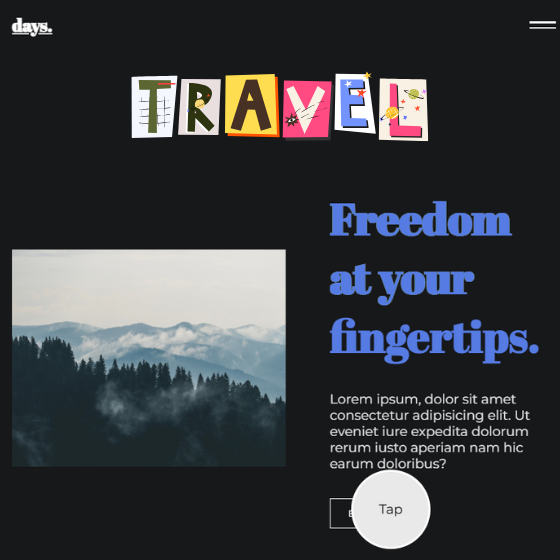 days.
TRAVEL
Freedom
at your
fingertips.
Lorem ipsum, dolor sit amet
consectetur adipisicing elit. Ut
eveniet iure expedita dolorum
rerum iusto aperiam nam hic
earum doloribus?
Tap